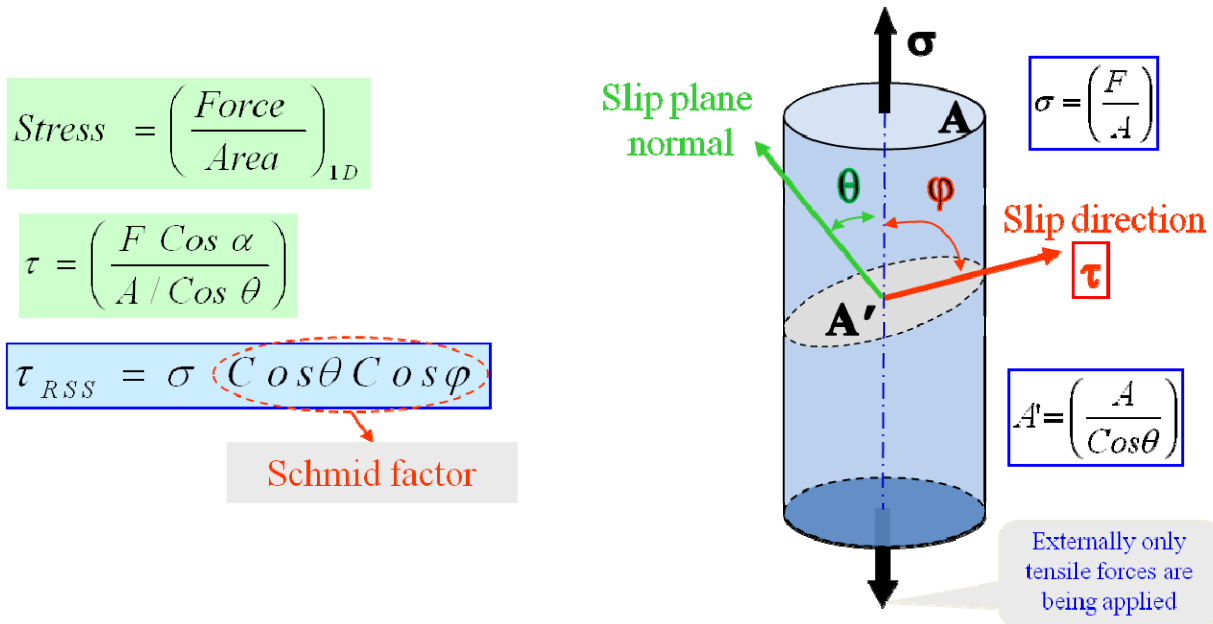 Stress = (Force / Area)1D
τ = (F Cos α / A / Cos θ)
τRSS = σ Cosθ Cosφ
Schmid factor
σ
Slip plane
normal
A
σ = (F / A)
θ
φ
Slip direction
τ
A'
A' = (A / Cosθ)
Externally only
tensile forces are
being applied